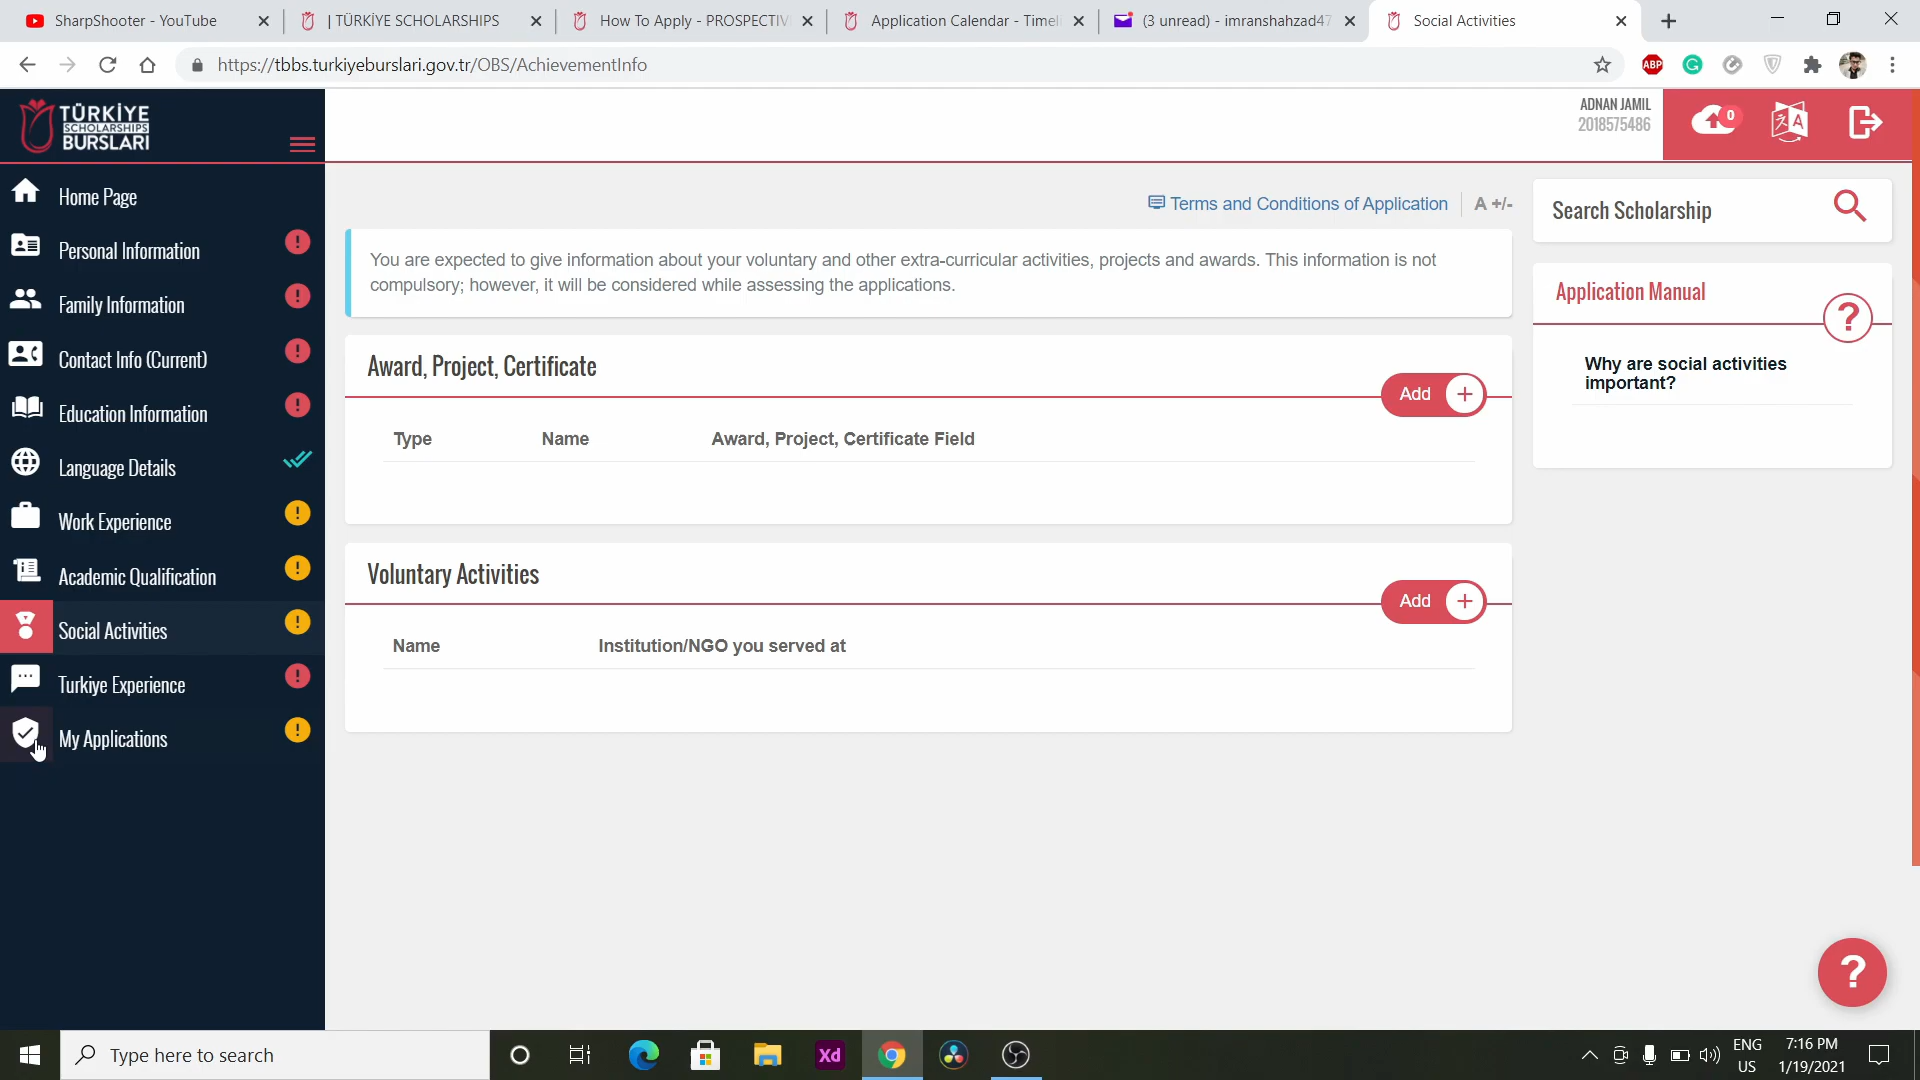 SharpShooter - YouTube
| TÜRKİYE SCHOLARSHIPS
How To Apply - PROSPECTIV
Application Calendar - Timeli
(3 unread) - imranshahzad47
Social Activities
https://tbbs.turkiyeburslari.gov.tr/OBS/AchievementInfo
ABP
TÜRKİYE
SCHOLARSHIPS
BURSLARI
ADNAN JAMIL
2018575486
0
Home Page
Personal Information
Family Information
Contact Info (Current)
Education Information
Language Details
Work Experience
Academic Qualification
Social Activities
Turkiye Experience
My Applications
Terms and Conditions of Application
A +/-
You are expected to give information about your voluntary and other extra-curricular activities, projects and awards. This information is not
compulsory; however, it will be considered while assessing the applications.
Award, Project, Certificate
Add +
Type Name Award, Project, Certificate Field
Voluntary Activities
Add +
Name Institution/NGO you served at
Search Scholarship
Application Manual
?
Why are social activities
important?
?
Type here to search
Xd
ENG
US
7:16 PM
1/19/2021